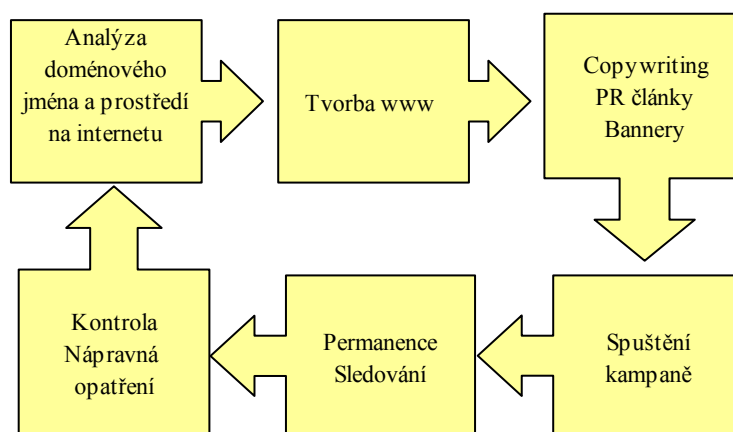 Analýza
doménového
jména a prostředí
na internetu
Tvorba www
Copywriting
PR články
Bannery
Kontrola
Nápravná
opatření
Permanence
Sledování
Spuštění
kampaně